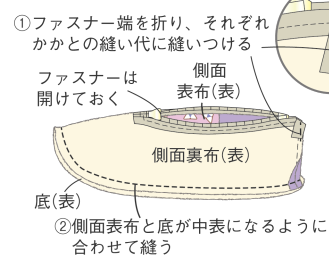 ①ファスナー端を折り、それぞれ
かかとの縫い代に縫いつける
ファスナーは
開けておく
側面
表布(表)
側面裏布(表)
底(表)
②側面表布と底が中表になるように
合わせて縫う